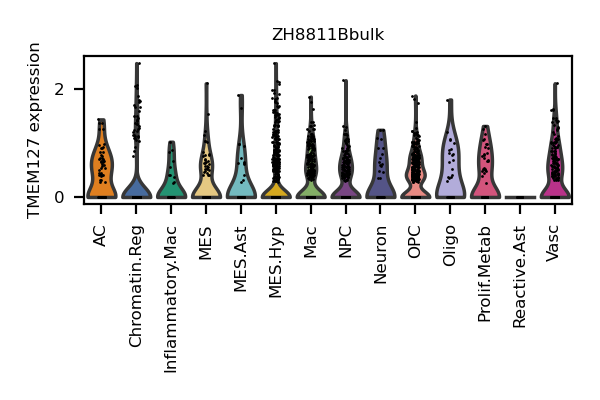 ZH8811Bbulk
TMEM127 expression
2
0
AC
Chromatin.Reg
Inflammatory.Mac
MES
MES.Ast
MES.Hyp
Mac
NPC
Neuron
OPC
Oligo
Prolif.Metab
Reactive.Ast
Vasc